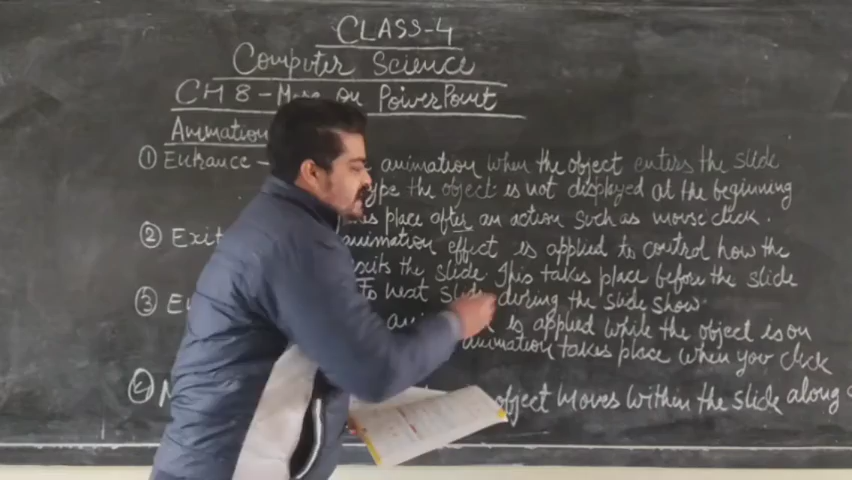 CLASS-4
Computer Science
CH 8 - More on PowerPoint
Animation
① Entrance - animation when the object enters the slide
type the object is not displayed at the beginning
takes place after an action such as mouse click.
② Exit animation effect is applied to control how the
exits the slide. This takes place before the slide
to next slide during the slide show.
③ is applied while the object is on
animation takes place when you click
④ object moves within the slide along